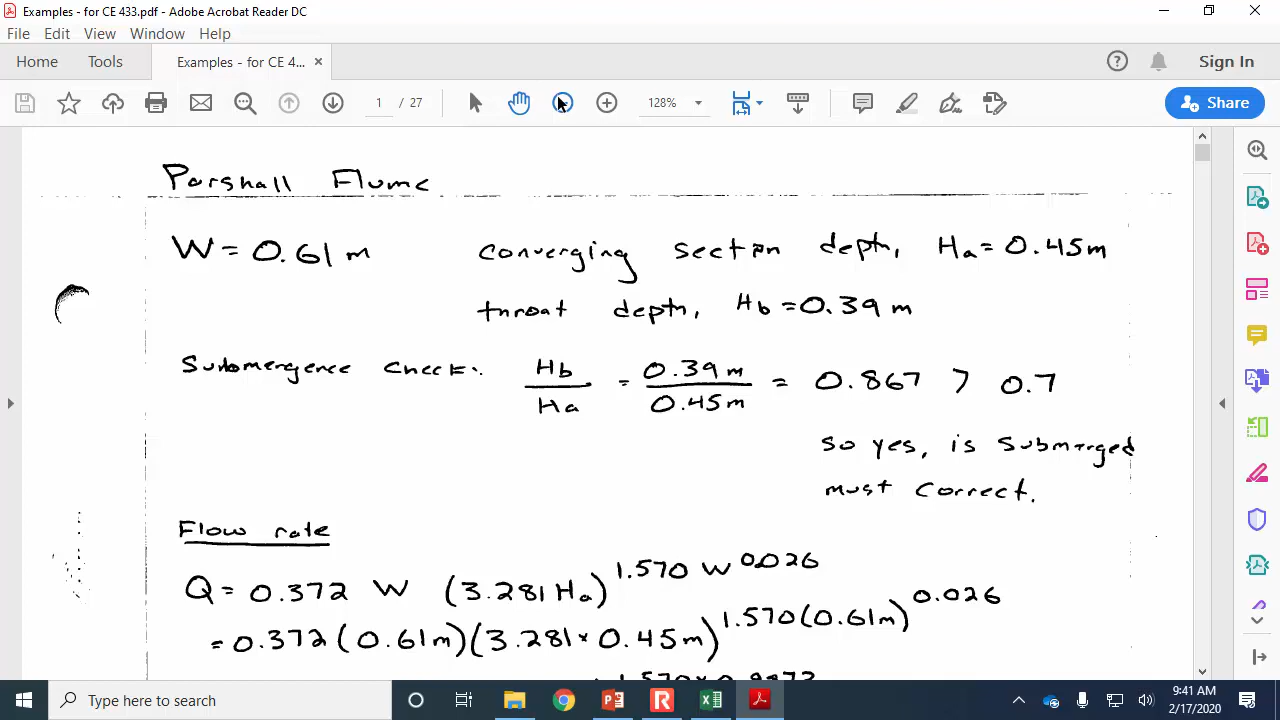 Examples - for CE 433.pdf - Adobe Acrobat Reader DC
File Edit View Window Help
Home Tools Examples - for CE 4... × Sign In
1 / 27 128% Share
Parshall Flume
W = 0.61 m converging section depth, Ha = 0.45m
throat depth, Hb = 0.39 m
Submergence check: Hb / Ha = 0.39 m / 0.45 m = 0.867 > 0.7
so yes, is submerged
must correct.
Flow rate
Q = 0.372 W (3.281 Ha)^1.570 W^0.026
= 0.372 (0.61m)(3.281 × 0.45m)^1.570(0.61m)^0.026
Type here to search
9:41 AM
2/17/2020